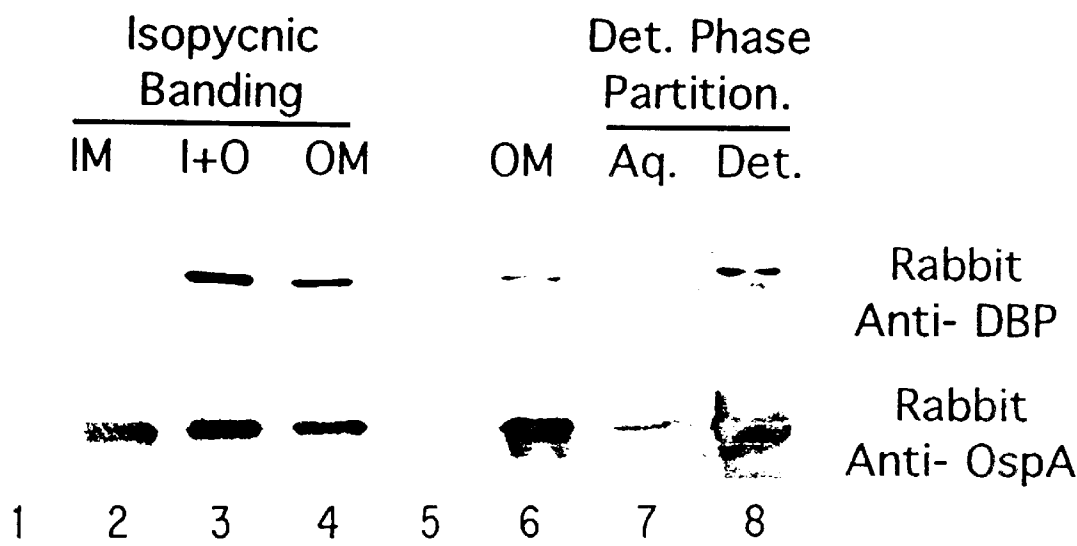 Isopycnic
Banding
Det. Phase
Partition.
IM I+O OM OM Aq. Det.
Rabbit
Anti- DBP
Rabbit
Anti- OspA
1 2 3 4 5 6 7 8